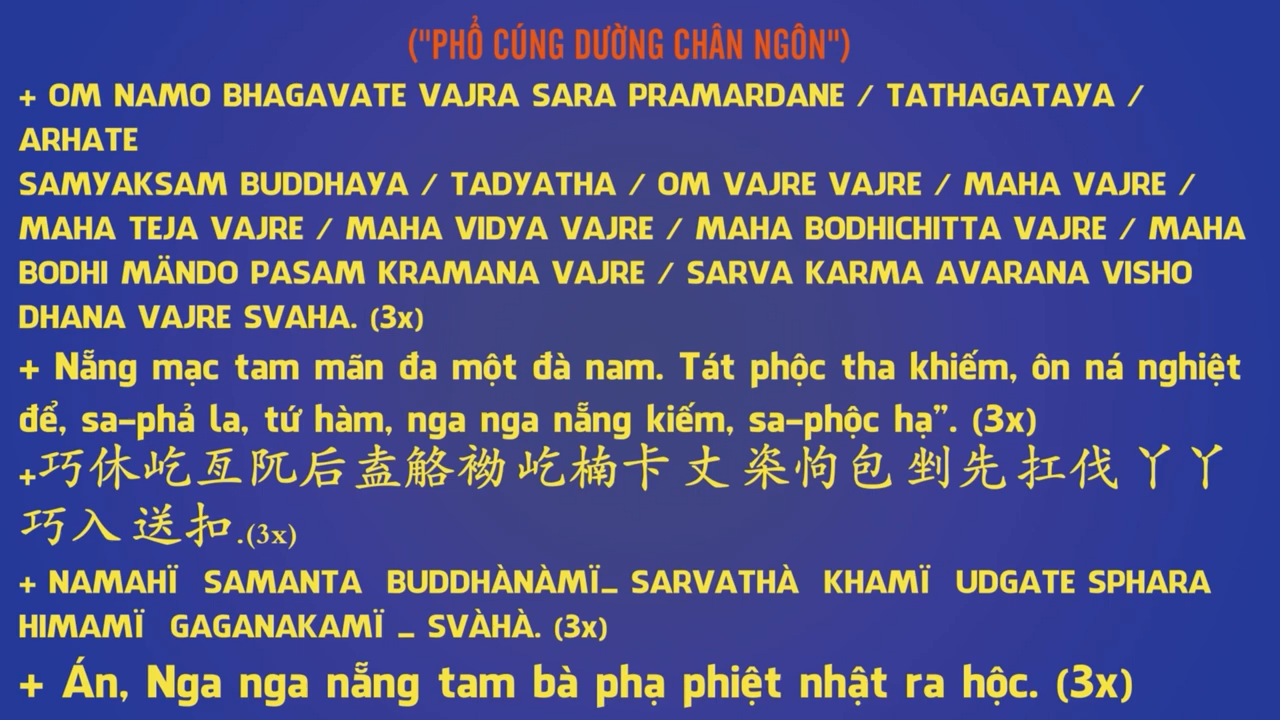 ("PHỔ CÚNG DƯỜNG CHÂN NGÔN")
+ OM NAMO BHAGAVATE VAJRA SARA PRAMARDANE / TATHAGATAYA /
ARHATE
SAMYAKSAM BUDDHAYA / TADYATHA / OM VAJRE VAJRE / MAHA VAJRE /
MAHA TEJA VAJRE / MAHA VIDYA VAJRE / MAHA BODHICHITTA VAJRE / MAHA
BODHI MÄNDO PASAM KRAMANA VAJRE / SARVA KARMA AVARANA VISHO
DHANA VAJRE SVAHA. (3x)
+ Nẵng mạc tam mãn đa một đà nam. Tát phộc tha khiếm, ôn ná nghiệt
để, sa-phả la, tứ hàm, nga nga nẵng kiếm, sa-phộc hạ”. (3x)
+巧休屹亙阢后盍觡袎屹楠卡丈楶怐包剉先扛伐丫丫
巧入送扣.(3x)
+ NAMAHÏ SAMANTA BUDDHÀNÀMÏ_ SARVATHÀ KHAMÏ UDGATE SPHARA
HIMAMÏ GAGANAKAMÏ _ SVÀHÀ. (3x)
+ Án, Nga nga nẵng tam bà phạ phiệt nhật ra hộc. (3x)